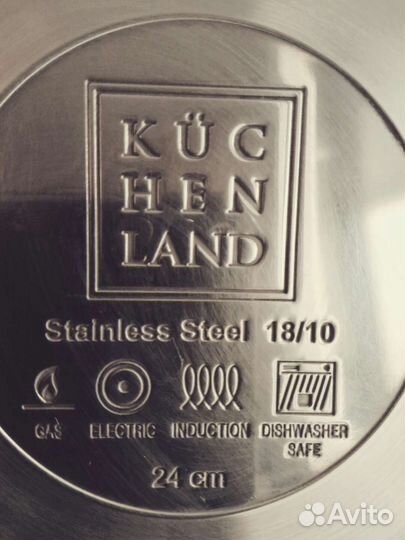 KÜC
HEN
LAND
Stainless Steel 18/10
GAS ELECTRIC INDUCTION DISHWASHER SAFE
24 cm
Avito